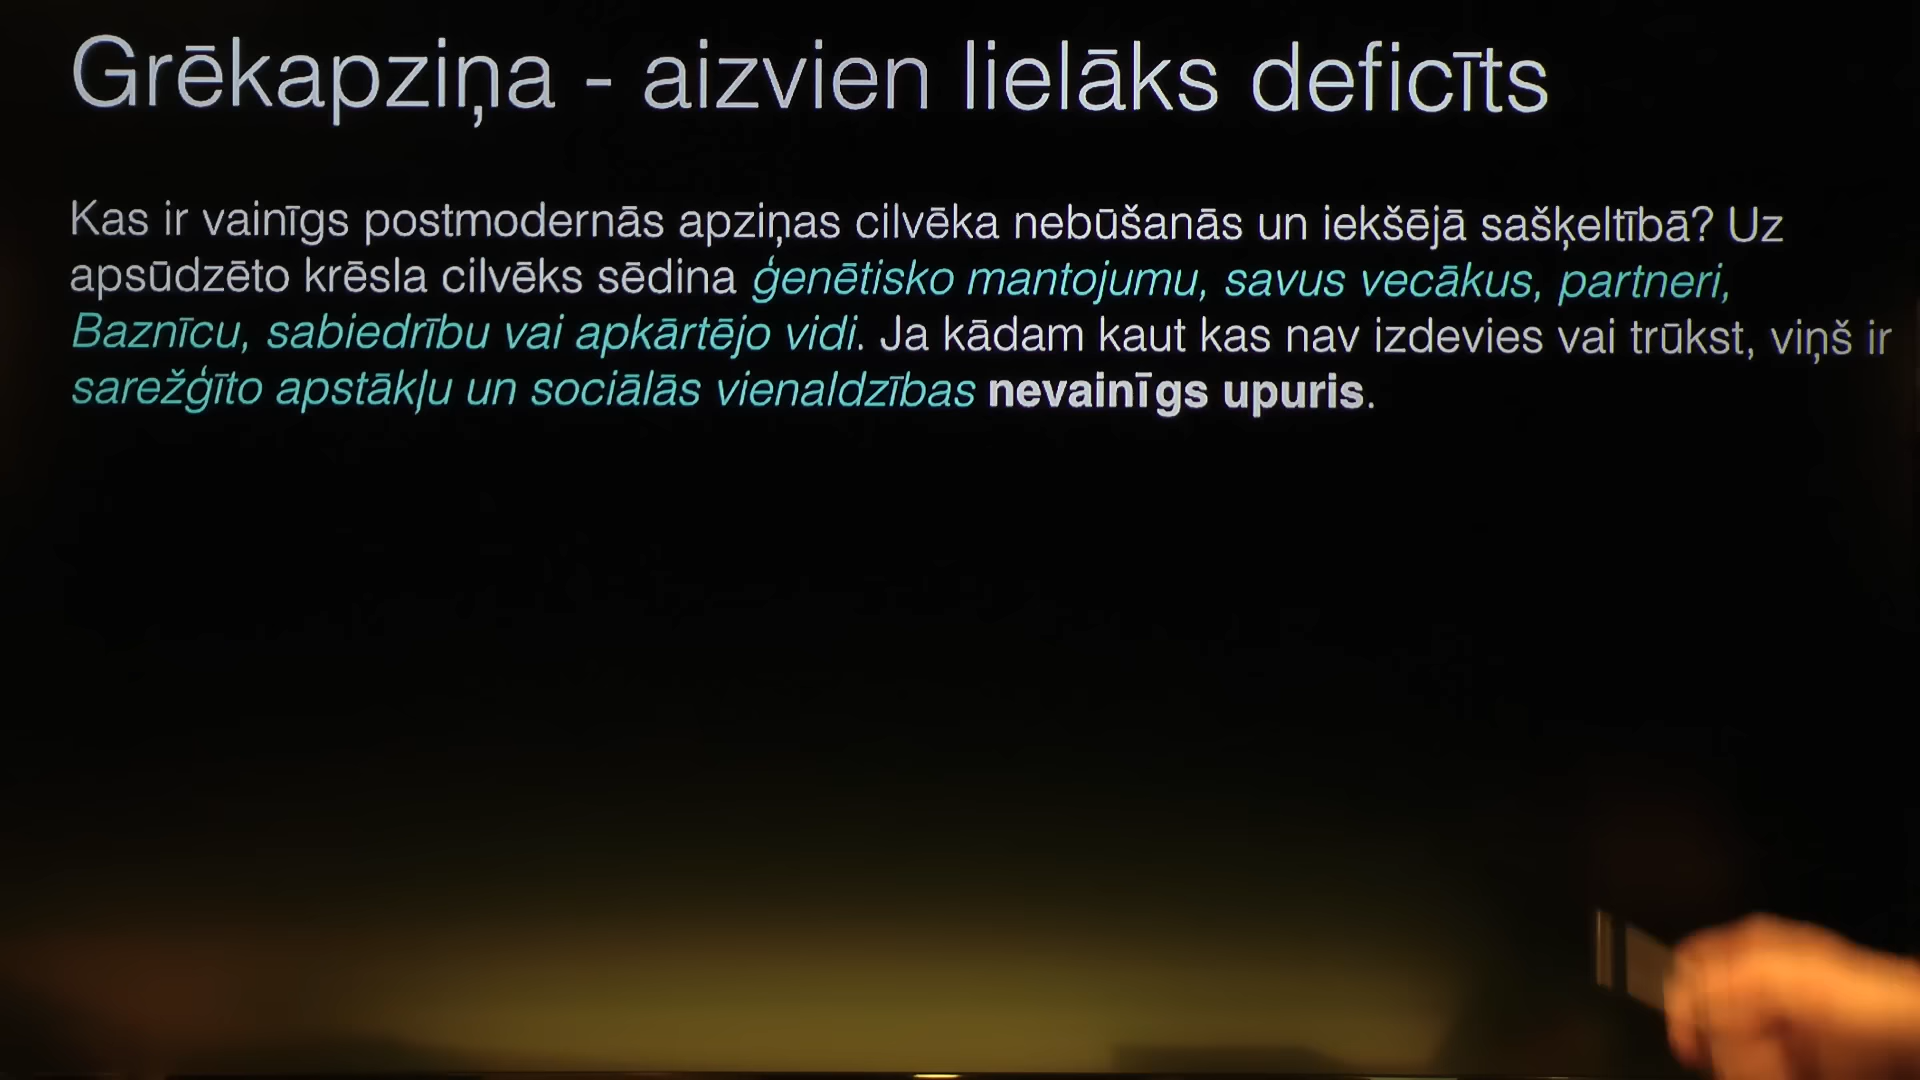 Grēkapziņa - aizvien lielāks deficīts
Kas ir vainīgs postmodernās apziņas cilvēka nebūšanās un iekšējā sašķeltībā? Uz
apsūdzēto krēsla cilvēks sēdina ģenētisko mantojumu, savus vecākus, partneri,
Baznīcu, sabiedrību vai apkārtējo vidi. Ja kādam kaut kas nav izdevies vai trūkst, viņš ir
sarežģīto apstākļu un sociālās vienaldzības nevainīgs upuris.